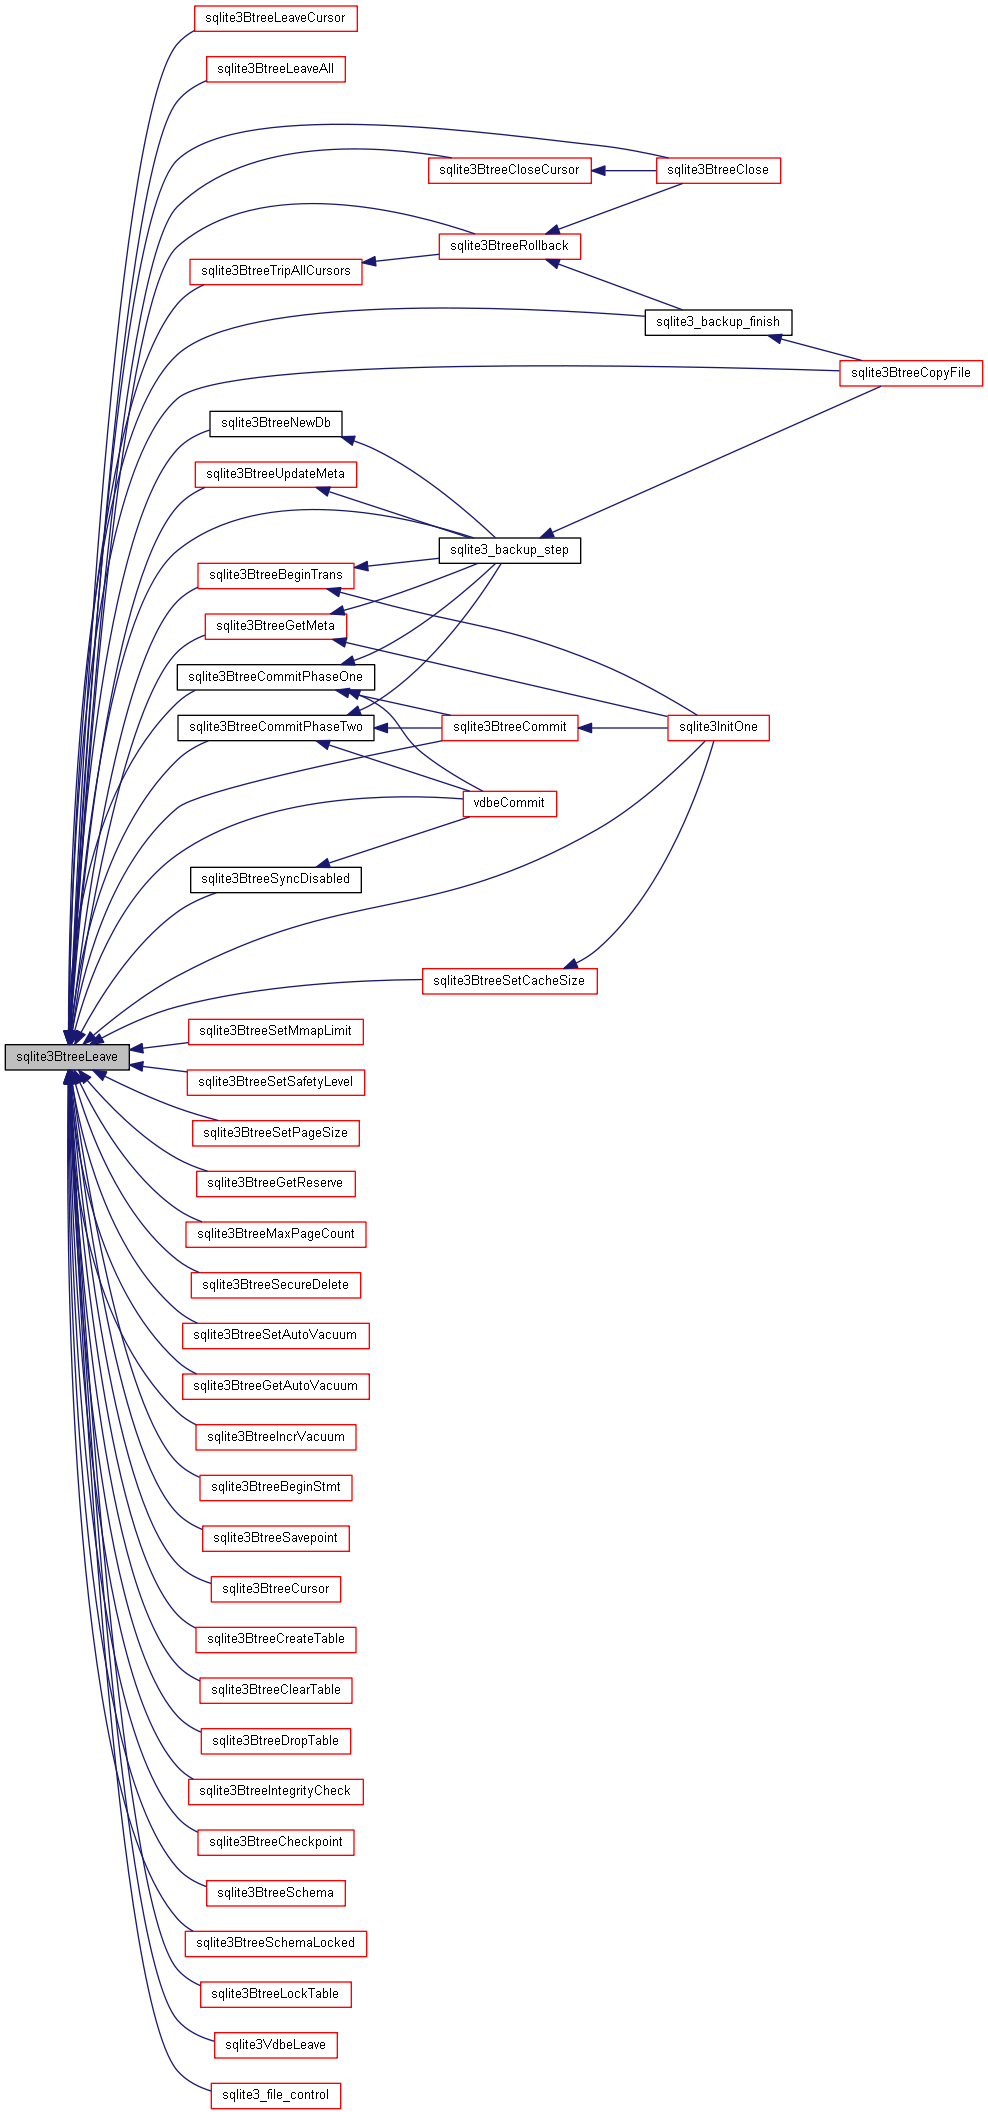 sqlite3BtreeLeaveCursor
sqlite3BtreeLeaveAll
sqlite3BtreeCloseCursor
sqlite3BtreeClose
sqlite3BtreeRollback
sqlite3BtreeTripAllCursors
sqlite3_backup_finish
sqlite3BtreeCopyFile
sqlite3BtreeNewDb
sqlite3BtreeUpdateMeta
sqlite3_backup_step
sqlite3BtreeBeginTrans
sqlite3BtreeGetMeta
sqlite3BtreeCommitPhaseOne
sqlite3BtreeCommitPhaseTwo
sqlite3BtreeCommit
sqlite3InitOne
vdbeCommit
sqlite3BtreeSyncDisabled
sqlite3BtreeSetCacheSize
sqlite3BtreeSetMmapLimit
sqlite3BtreeLeave
sqlite3BtreeSetSafetyLevel
sqlite3BtreeSetPageSize
sqlite3BtreeGetReserve
sqlite3BtreeMaxPageCount
sqlite3BtreeSecureDelete
sqlite3BtreeSetAutoVacuum
sqlite3BtreeGetAutoVacuum
sqlite3BtreeIncrVacuum
sqlite3BtreeBeginStmt
sqlite3BtreeSavepoint
sqlite3BtreeCursor
sqlite3BtreeCreateTable
sqlite3BtreeClearTable
sqlite3BtreeDropTable
sqlite3BtreeIntegrityCheck
sqlite3BtreeCheckpoint
sqlite3BtreeSchema
sqlite3BtreeSchemaLocked
sqlite3BtreeLockTable
sqlite3VdbeLeave
sqlite3_file_control